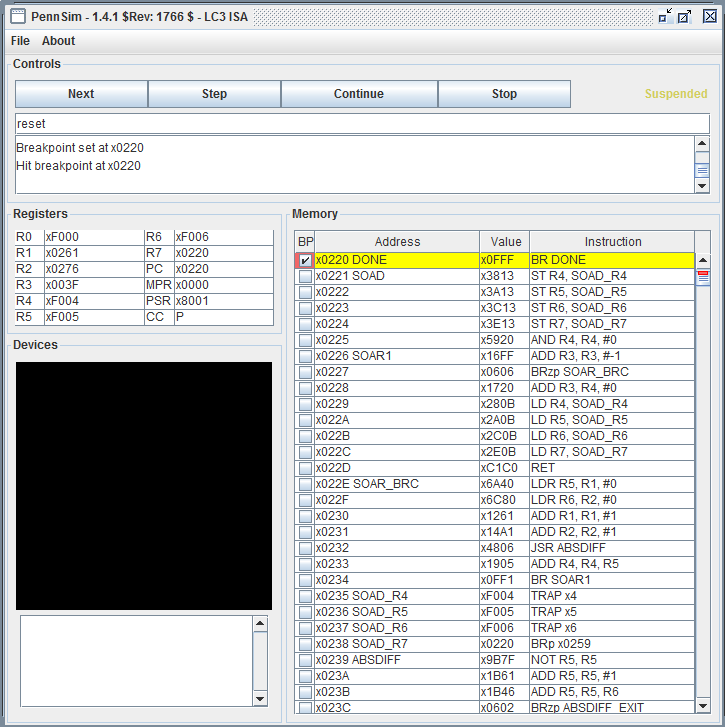 PennSim - 1.4.1 $Rev: 1766 $ - LC3 ISA
File About
Controls
Next Step Continue Stop Suspended
reset
Breakpoint set at x0220
Hit breakpoint at x0220
Registers
R0 xF000 R6 xF006
R1 x0261 R7 x0220
R2 x0276 PC x0220
R3 x003F MPR x0000
R4 xF004 PSR x8001
R5 xF005 CC P
Devices
Memory
BP Address Value Instruction
x0220 DONE x0FFF BR DONE
x0221 SOAD x3813 ST R4, SOAD_R4
x0222 x3A13 ST R5, SOAD_R5
x0223 x3C13 ST R6, SOAD_R6
x0224 x3E13 ST R7, SOAD_R7
x0225 x5920 AND R4, R4, #0
x0226 SOAR1 x16FF ADD R3, R3, #-1
x0227 x0606 BRzp SOAR_BRC
x0228 x1720 ADD R3, R4, #0
x0229 x280B LD R4, SOAD_R4
x022A x2A0B LD R5, SOAD_R5
x022B x2C0B LD R6, SOAD_R6
x022C x2E0B LD R7, SOAD_R7
x022D xC1C0 RET
x022E SOAR_BRC x6A40 LDR R5, R1, #0
x022F x6C80 LDR R6, R2, #0
x0230 x1261 ADD R1, R1, #1
x0231 x14A1 ADD R2, R2, #1
x0232 x4806 JSR ABSDIFF
x0233 x1905 ADD R4, R4, R5
x0234 x0FF1 BR SOAR1
x0235 SOAD_R4 xF004 TRAP x4
x0236 SOAD_R5 xF005 TRAP x5
x0237 SOAD_R6 xF006 TRAP x6
x0238 SOAD_R7 x0220 BRp x0259
x0239 ABSDIFF x9B7F NOT R5, R5
x023A x1B61 ADD R5, R5, #1
x023B x1B46 ADD R5, R5, R6
x023C x0602 BRzp ABSDIFF_EXIT